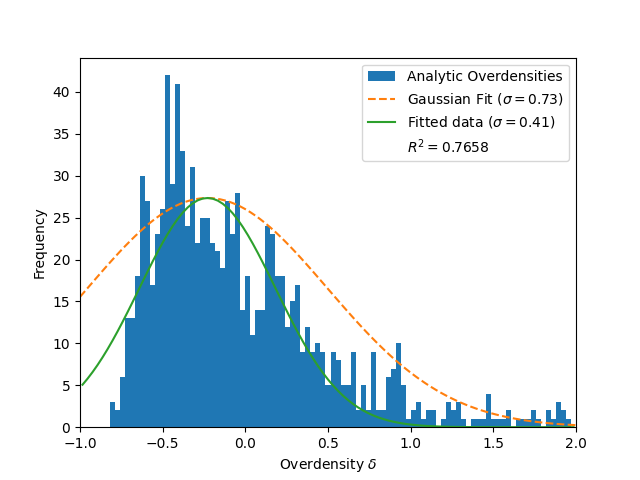 Analytic Overdensities
Gaussian Fit (σ = 0.73)
Fitted data (σ = 0.41)
R² = 0.7658
40
35
30
25
20
15
10
5
0
Frequency
−1.0 −0.5 0.0 0.5 1.0 1.5 2.0
Overdensity δ